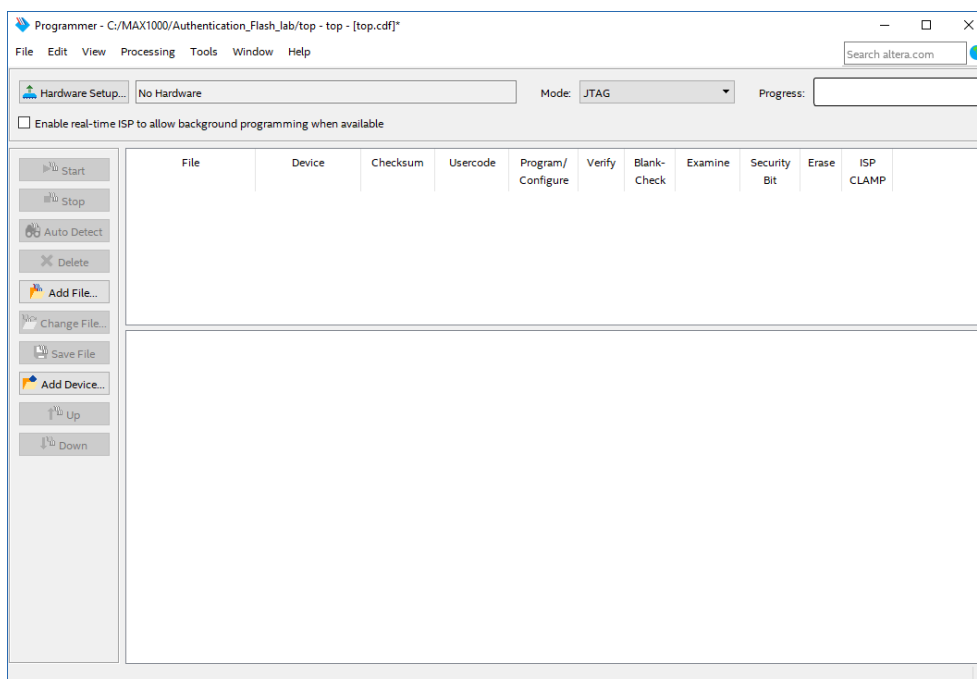 Programmer - C:/MAX1000/Authentication_Flash_lab/top - top - [top.cdf]*
File Edit View Processing Tools Window Help
Search altera.com
Hardware Setup... No Hardware Mode: JTAG Progress:
Enable real-time ISP to allow background programming when available
File Device Checksum Usercode Program/ Verify Blank- Examine Security Erase ISP
Configure Check Bit CLAMP
Start
Stop
Auto Detect
Delete
Add File...
Change File...
Save File
Add Device...
Up
Down